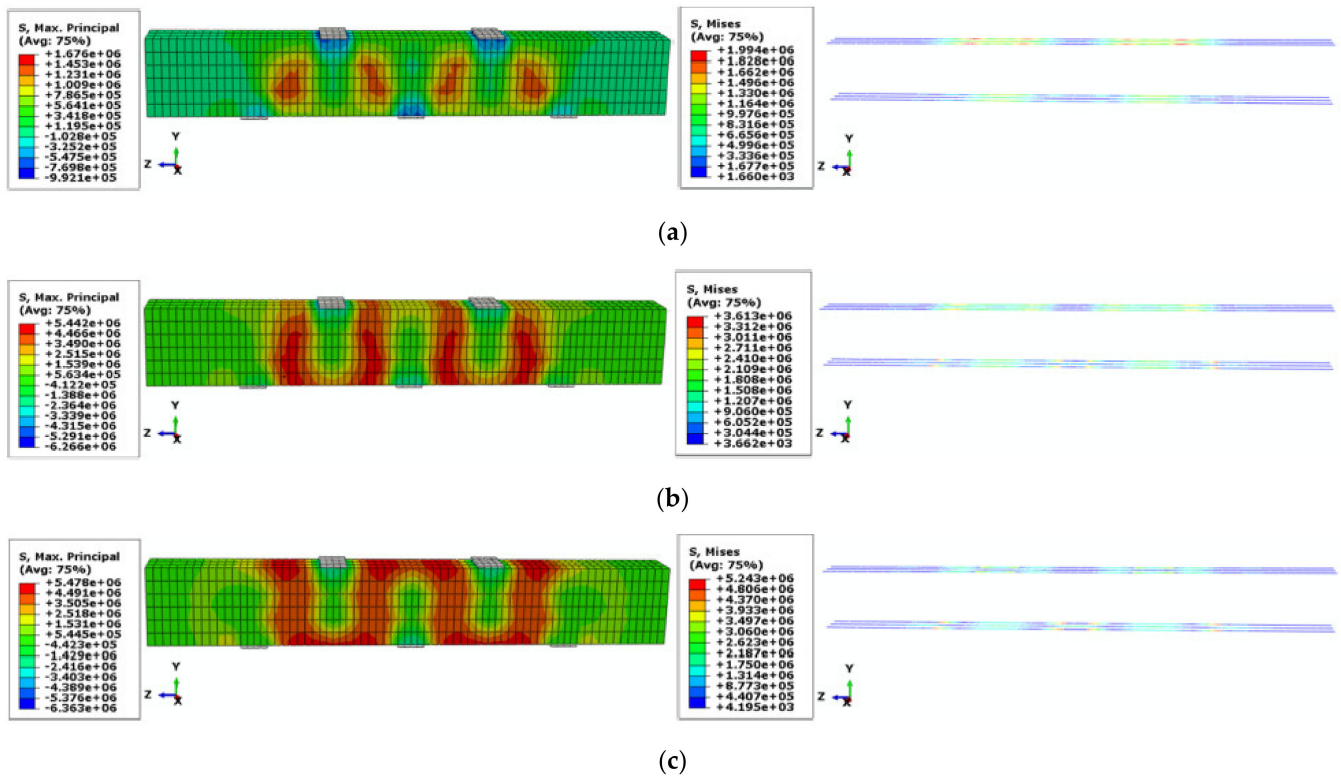 S, Max. Principal
(Avg: 75%)
+1.676e+06
+1.453e+06
+1.231e+06
+1.009e+06
+7.865e+05
+5.641e+05
+3.418e+05
+1.195e+05
-1.028e+05
-3.252e+05
-5.475e+05
-7.698e+05
-9.921e+05
Y
Z
X
S, Mises
(Avg: 75%)
+1.994e+06
+1.828e+06
+1.662e+06
+1.496e+06
+1.330e+06
+1.164e+06
+9.976e+05
+8.316e+05
+6.656e+05
+4.996e+05
+3.336e+05
+1.677e+05
+1.660e+03
Y
Z
X
(a)
S, Max. Principal
(Avg: 75%)
+5.442e+06
+4.466e+06
+3.490e+06
+2.515e+06
+1.539e+06
+5.634e+05
-4.122e+05
-1.388e+06
-2.364e+06
-3.339e+06
-4.315e+06
-5.291e+06
-6.266e+06
Y
Z
X
S, Mises
(Avg: 75%)
+3.613e+06
+3.312e+06
+3.011e+06
+2.711e+06
+2.410e+06
+2.109e+06
+1.808e+06
+1.508e+06
+1.207e+06
+9.060e+05
+6.052e+05
+3.044e+05
+3.662e+03
Y
Z
X
(b)
S, Max. Principal
(Avg: 75%)
+5.478e+06
+4.491e+06
+3.505e+06
+2.518e+06
+1.531e+06
+5.445e+05
-4.423e+05
-1.429e+06
-2.416e+06
-3.403e+06
-4.389e+06
-5.376e+06
-6.363e+06
Y
Z
X
S, Mises
(Avg: 75%)
+5.243e+06
+4.806e+06
+4.370e+06
+3.933e+06
+3.497e+06
+3.060e+06
+2.623e+06
+2.187e+06
+1.750e+06
+1.314e+06
+8.773e+05
+4.407e+05
+4.195e+03
Y
Z
X
(c)